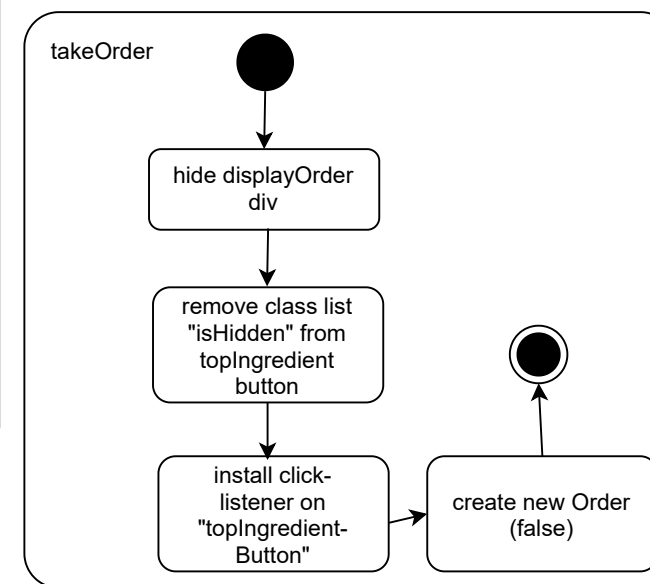 takeOrder
hide displayOrder
div
remove class list
"isHidden" from
topIngredient
button
install click-
listener on
"topIngredient-
Button"
create new Order
(false)